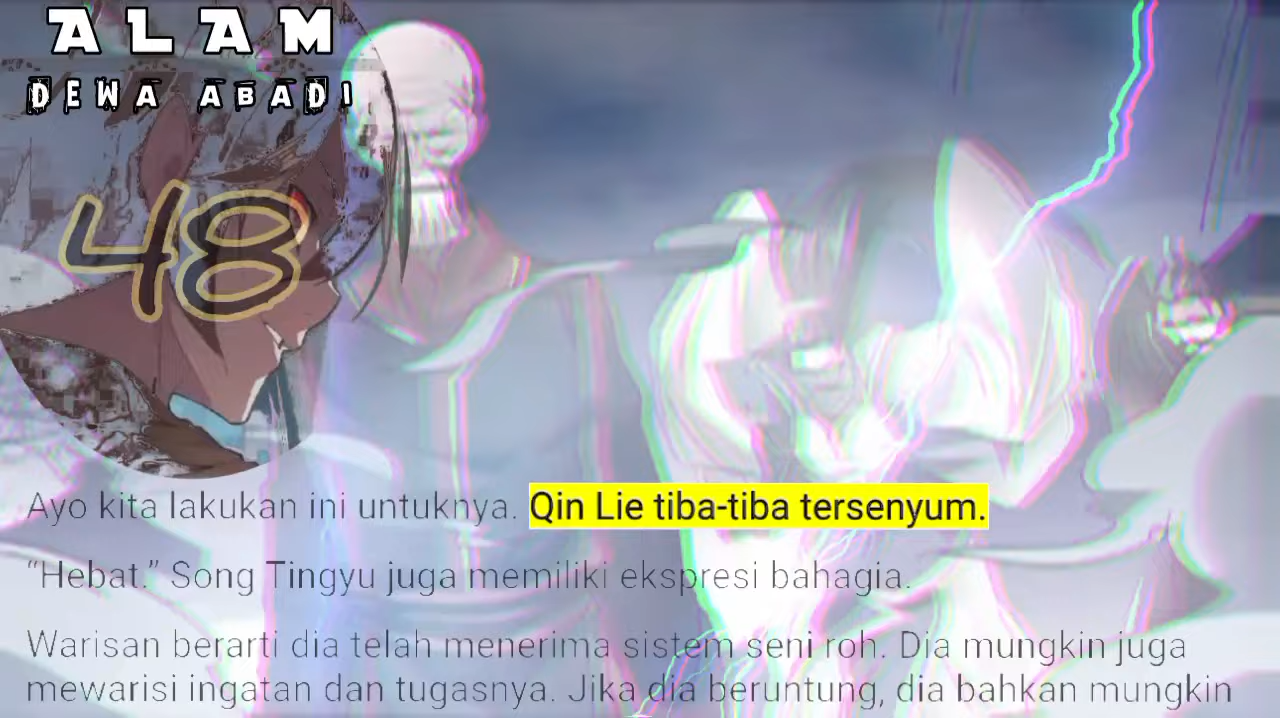 ALAM
DEWA ABADI
48
Ayo kita lakukan ini untuknya. Qin Lie tiba-tiba tersenyum.
“Hebat.” Song Tingyu juga memiliki ekspresi bahagia.
Warisan berarti dia telah menerima sistem seni roh. Dia mungkin juga
mewarisi ingatan dan tugasnya. Jika dia beruntung, dia bahkan mungkin